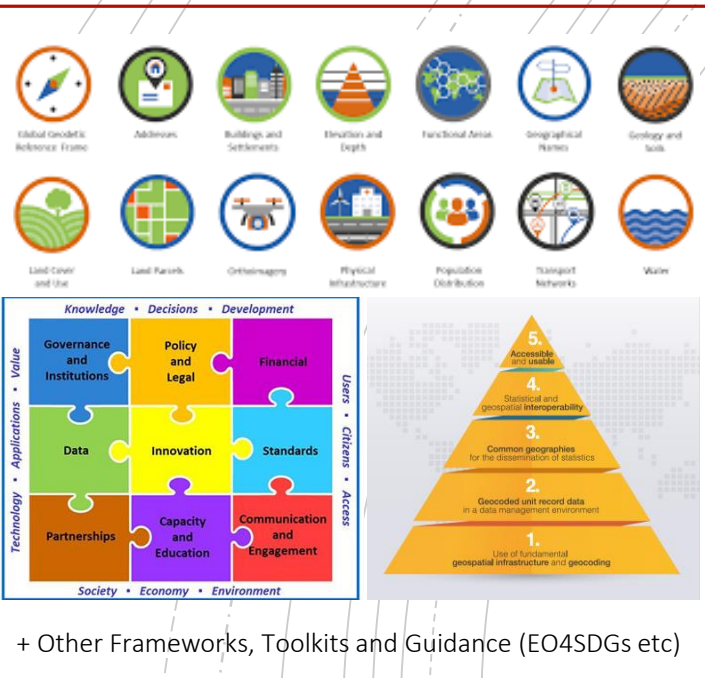 Global Geodetic
Reference Frame
Addresses
Buildings and
Settlements
Elevation and
Depth
Functional Areas
Geographical
Names
Geology and
Soils
Land Cover
and Use
Land Parcels
Orthoimagery
Physical
Infrastructure
Population
Distribution
Transport
Networks
Water
Knowledge • Decisions • Development
Technology • Applications • Value
Governance
and
Institutions
Policy
and
Legal
Financial
Data
Innovation
Standards
Partnerships
Capacity
and
Education
Communication
and
Engagement
Users • Citizens • Access
Society • Economy • Environment
5.
Accessible
and usable
4.
Statistical and
geospatial interoperability
3.
Common geographies
for the dissemination of statistics
2.
Geocoded unit record data
in a data management environment
1.
Use of fundamental
geospatial infrastructure and geocoding
+ Other Frameworks, Toolkits and Guidance (EO4SDGs etc)